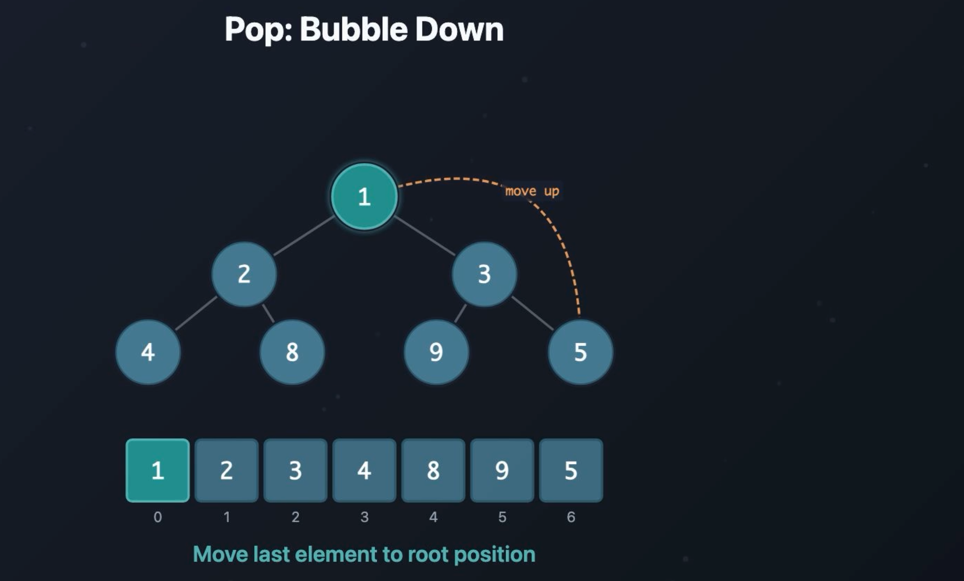 Pop: Bubble Down
1
move up
2 3
4 8 9 5
1 2 3 4 8 9 5
0 1 2 3 4 5 6
Move last element to root position